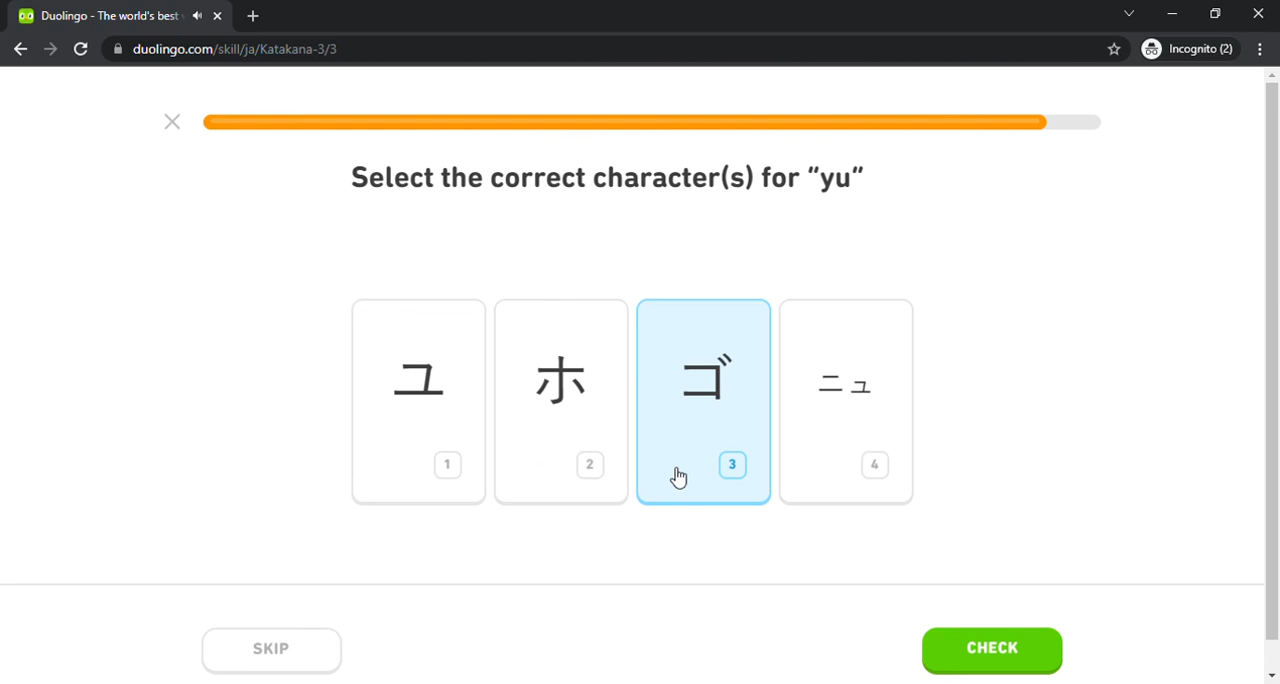 Duolingo - The world's best
duolingo.com/skill/ja/Katakana-3/3
Incognito (2)
Select the correct character(s) for "yu"
ユ ホ ゴ ニュ
1 2 3 4
SKIP
CHECK